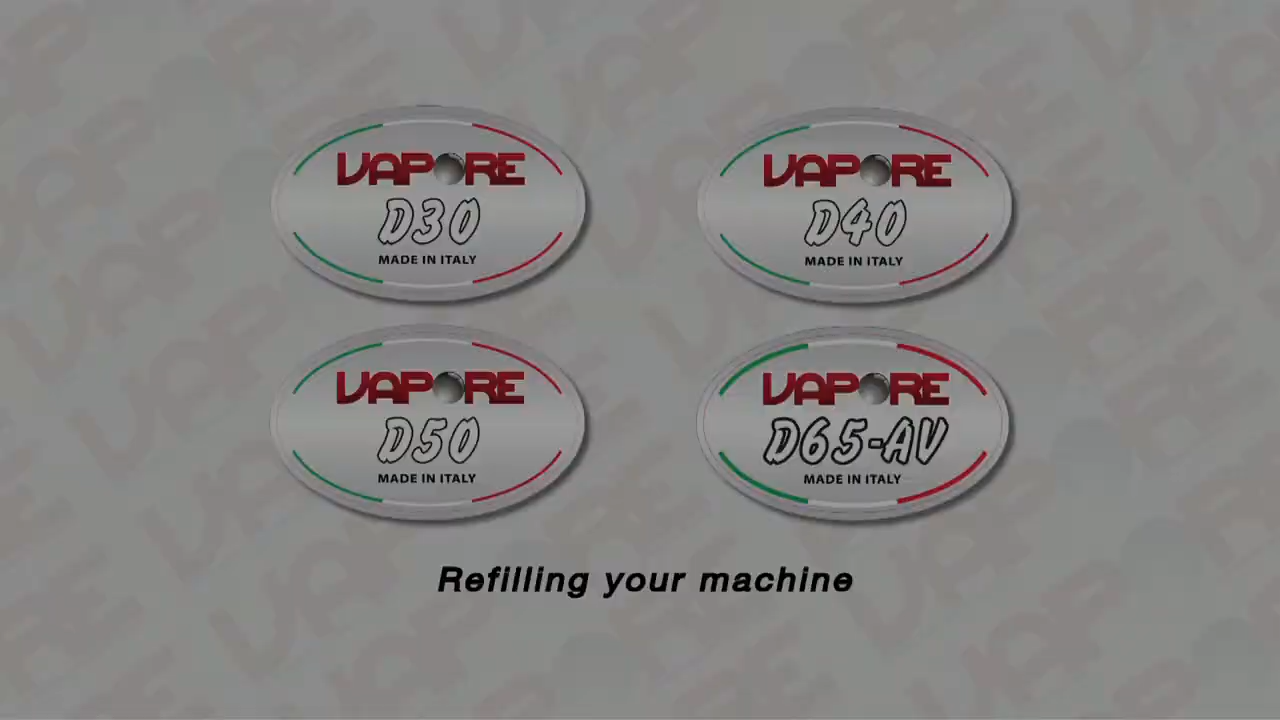 VAPORE
D30
MADE IN ITALY
VAPORE
D40
MADE IN ITALY
VAPORE
D50
MADE IN ITALY
VAPORE
D65-AV
MADE IN ITALY
Refilling your machine